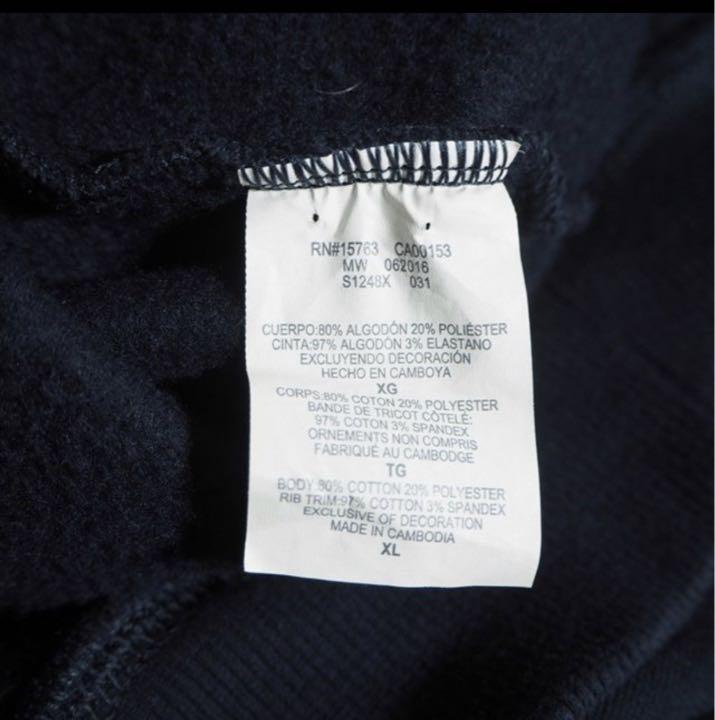 RN#15763 CA00153
MW 062016
S1248X 031
CUERPO:80% ALGODÓN 20% POLIÉSTER
CINTA:97% ALGODÓN 3% ELASTANO
EXCLUYENDO DECORACIÓN
HECHO EN CAMBOYA
XG
CORPS:80% COTON 20% POLYESTER
BANDE DE TRICOT CÔTELÉ:
97% COTON 3% SPANDEX
ORNEMENTS NON COMPRIS
FABRIQUÉ AU CAMBODGE
TG
BODY:80% COTTON 20% POLYESTER
RIB TRIM:97% COTTON 3% SPANDEX
EXCLUSIVE OF DECORATION
MADE IN CAMBODIA
XL